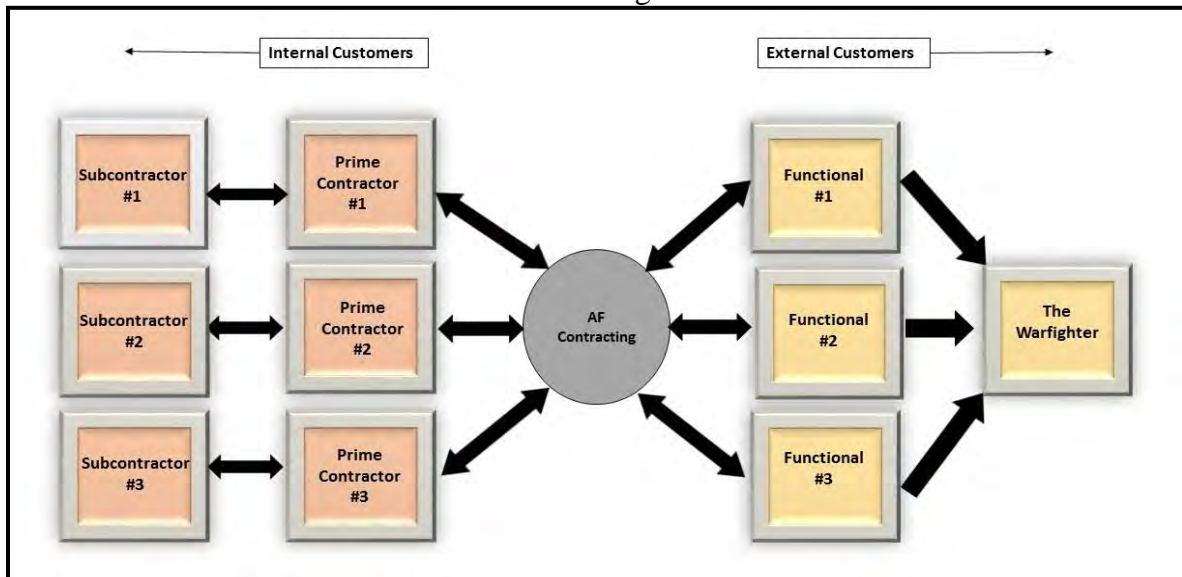 Internal Customers
External Customers
Subcontractor
#1
Prime
Contractor
#1
Functional
#1
Subcontractor
#2
Prime
Contractor
#2
AF
Contracting
Functional
#2
The
Warfighter
Subcontractor
#3
Prime
Contractor
#3
Functional
#3